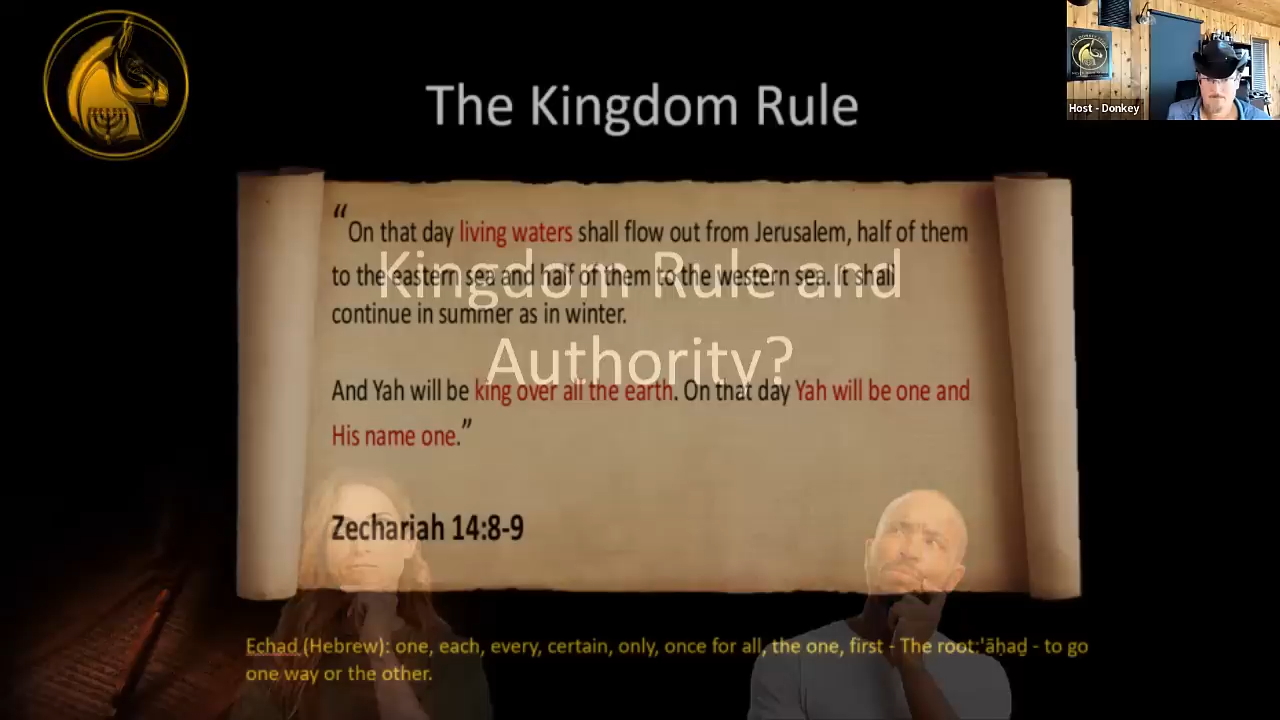 The Kingdom Rule
Host - Donkey
“On that day living waters shall flow out from Jerusalem, half of them
to the eastern sea and half of them to the western sea. It shall
continue in summer as in winter.
Kingdom Rule and
Authority?
And Yah will be king over all the earth. On that day Yah will be one and
His name one.”
Zechariah 14:8-9
Echad (Hebrew): one, each, every, certain, only, once for all, the one, first - The root:'āḥaḏ - to go
one way or the other.